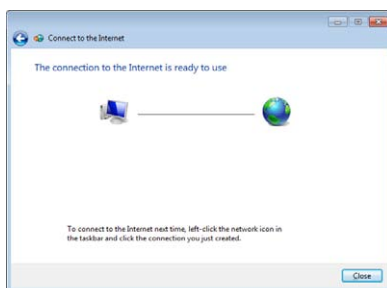 Connect to the Internet
The connection to the Internet is ready to use
To connect to the Internet next time, left-click the network icon in
the taskbar and click the connection you just created.
Close